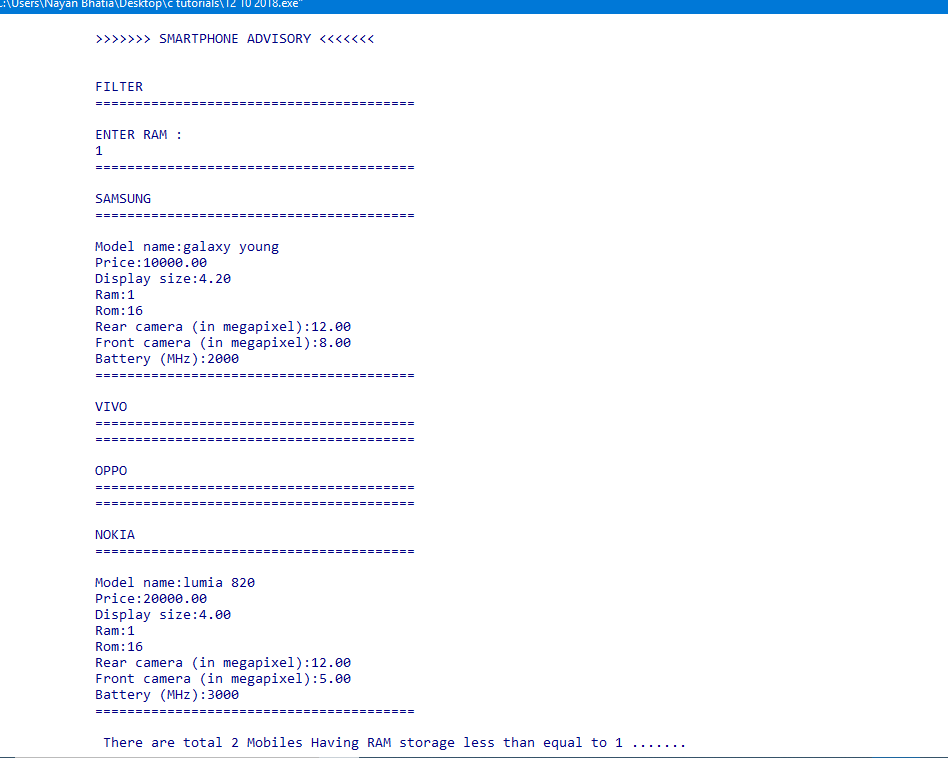 C:\Users\Nayan Bhatia\Desktop\c tutorials\12 10 2018.exe"
>>>>>>> SMARTPHONE ADVISORY <<<<<<<
FILTER
========================================
ENTER RAM :
1
========================================
SAMSUNG
========================================
Model name:galaxy young
Price:10000.00
Display size:4.20
Ram:1
Rom:16
Rear camera (in megapixel):12.00
Front camera (in megapixel):8.00
Battery (MHz):2000
========================================
VIVO
========================================
========================================
OPPO
========================================
========================================
NOKIA
========================================
Model name:lumia 820
Price:20000.00
Display size:4.00
Ram:1
Rom:16
Rear camera (in megapixel):12.00
Front camera (in megapixel):5.00
Battery (MHz):3000
========================================
There are total 2 Mobiles Having RAM storage less than equal to 1 .......